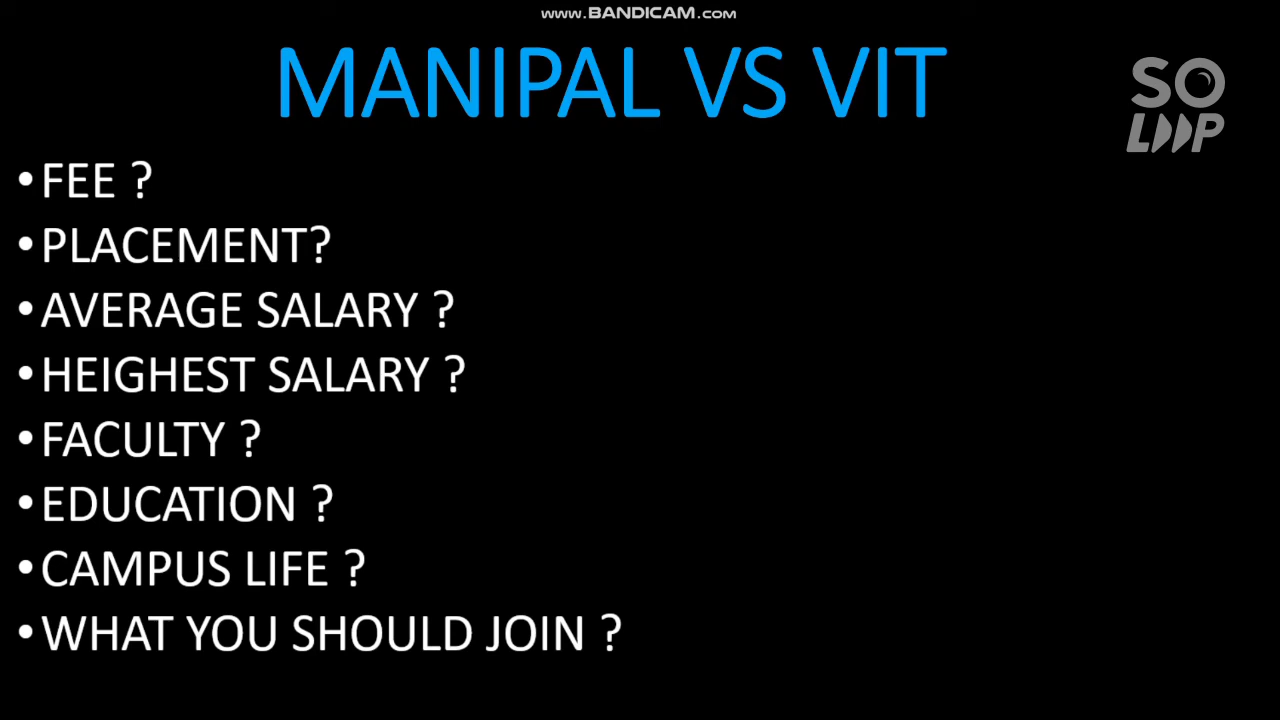 www.BANDICAM.com
MANIPAL VS VIT
SO
LOOP
• FEE ?
• PLACEMENT?
• AVERAGE SALARY ?
• HEIGHEST SALARY ?
• FACULTY ?
• EDUCATION ?
• CAMPUS LIFE ?
• WHAT YOU SHOULD JOIN ?